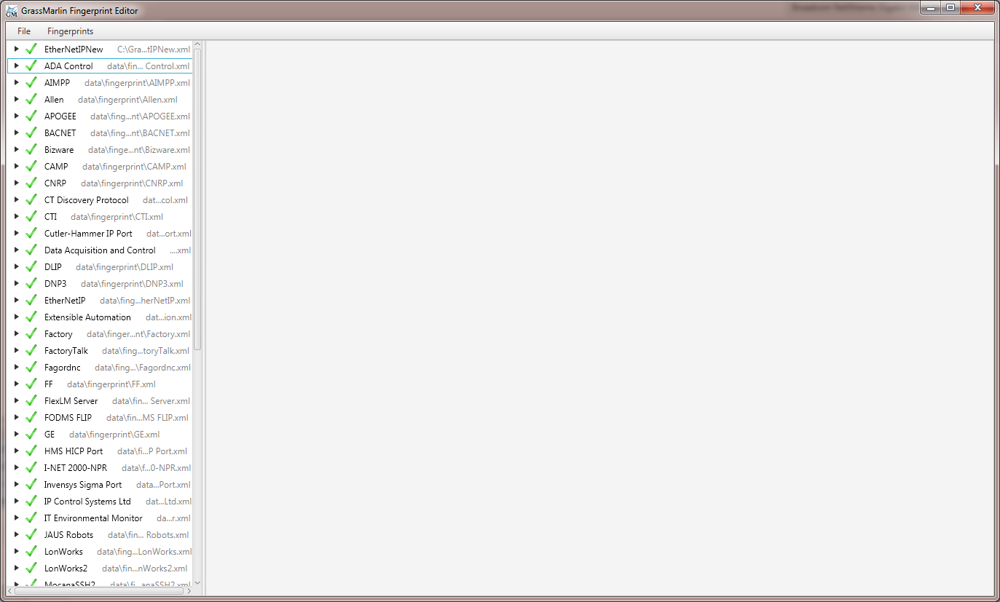 GrassMarlin Fingerprint Editor
File Fingerprints
EtherNetIPNew C:\Gra...tIPNew.xml
ADA Control data\fin... Control.xml
AIMPP data\fingerprint\AIMPP.xml
Allen data\fingerprint\Allen.xml
APOGEE data\fing...nt\APOGEE.xml
BACNET data\fing...nt\BACNET.xml
Bizware data\finge...nt\Bizware.xml
CAMP data\fingerprint\CAMP.xml
CNRP data\fingerprint\CNRP.xml
CT Discovery Protocol dat...col.xml
CTI data\fingerprint\CTI.xml
Cutler-Hammer IP Port dat...ort.xml
Data Acquisition and Control ....xml
DLIP data\fingerprint\DLIP.xml
DNP3 data\fingerprint\DNP3.xml
EtherNetIP data\fing...herNetIP.xml
Extensible Automation dat...ion.xml
Factory data\finger...nt\Factory.xml
FactoryTalk data\fing...toryTalk.xml
Fagordnc data\fing...\Fagordnc.xml
FF data\fingerprint\FF.xml
FlexLM Server data\fin... Server.xml
FODMS FLIP data\fin...MS FLIP.xml
GE data\fingerprint\GE.xml
HMS HICP Port data\fi...P Port.xml
I-NET 2000-NPR data\f...0-NPR.xml
Invensys Sigma Port data...Port.xml
IP Control Systems Ltd dat...Ltd.xml
IT Environmental Monitor da...r.xml
JAUS Robots data\fin... Robots.xml
LonWorks data\fing...LonWorks.xml
LonWorks2 data\fin...nWorks2.xml
MocanaSSH2 data\fi...anaSSH2.xml